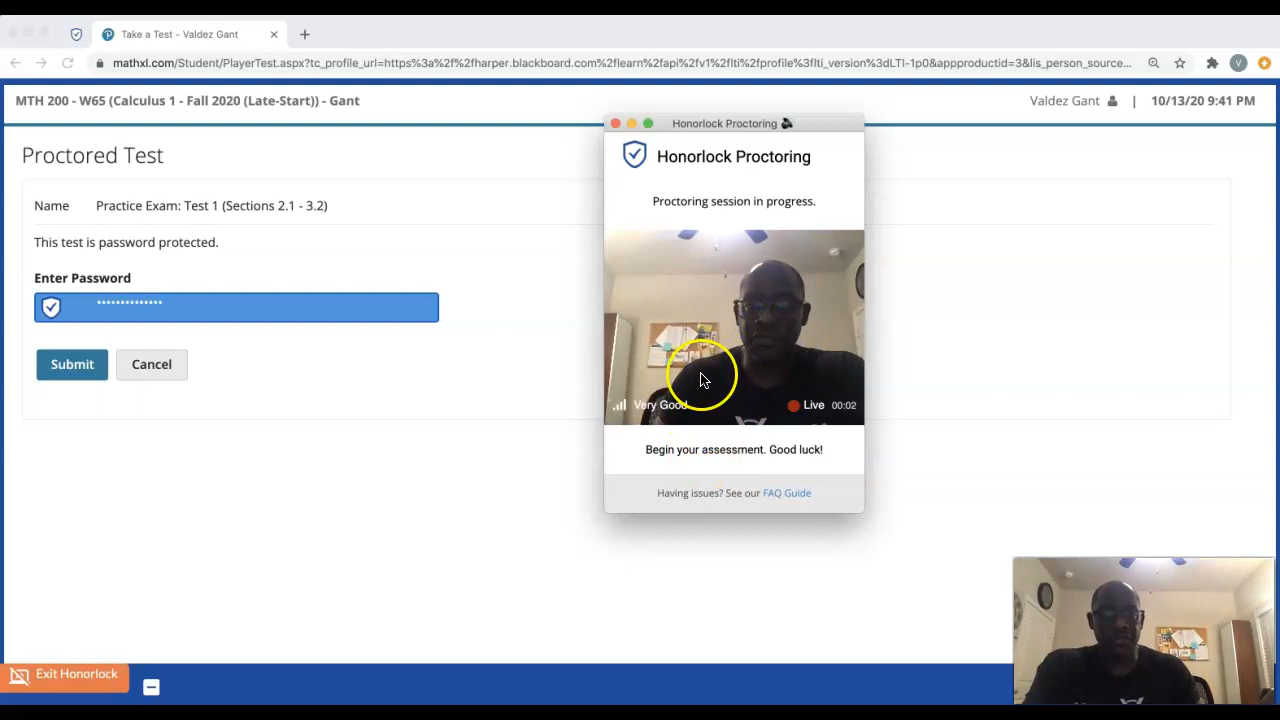 Take a Test - Valdez Gant
mathxl.com/Student/PlayerTest.aspx?tc_profile_url=https%3a%2f%2fharper.blackboard.com%2flearn%2fapi%2fv1%2flti%2fprofile%3flti_version%3dLTI-1p0&approductid=3&lis_person_source...
V
MTH 200 - W65 (Calculus 1 - Fall 2020 (Late-Start)) - Gant
Valdez Gant | 10/13/20 9:41 PM
Proctored Test
Name Practice Exam: Test 1 (Sections 2.1 - 3.2)
This test is password protected.
Enter Password
••••••••••••••
Submit Cancel
Honorlock Proctoring
Honorlock Proctoring
Proctoring session in progress.
Very Good Live 00:02
Begin your assessment. Good luck!
Having issues? See our FAQ Guide
Exit Honorlock